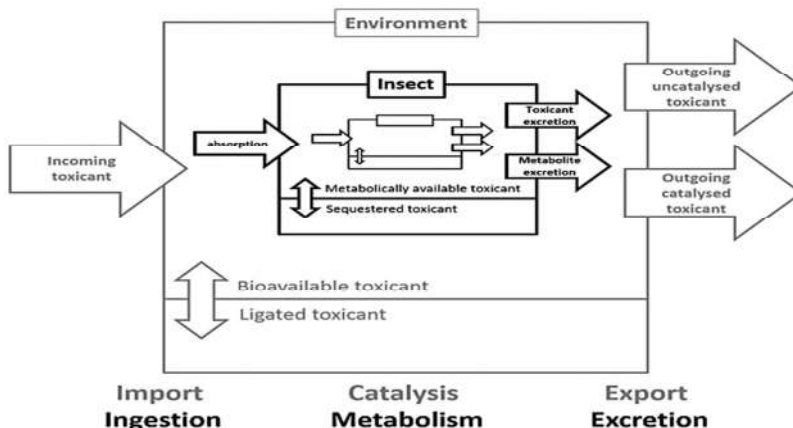 Environment
Insect
Outgoing
uncatalysed
toxicant
Toxicant
excretion
absorption
Incoming
toxicant
Metabolite
excretion
Outgoing
catalysed
toxicant
Metabolically available toxicant
Sequestered toxicant
Bioavailable toxicant
Ligated toxicant
Import
Catalysis
Export
Ingestion
Metabolism
Excretion